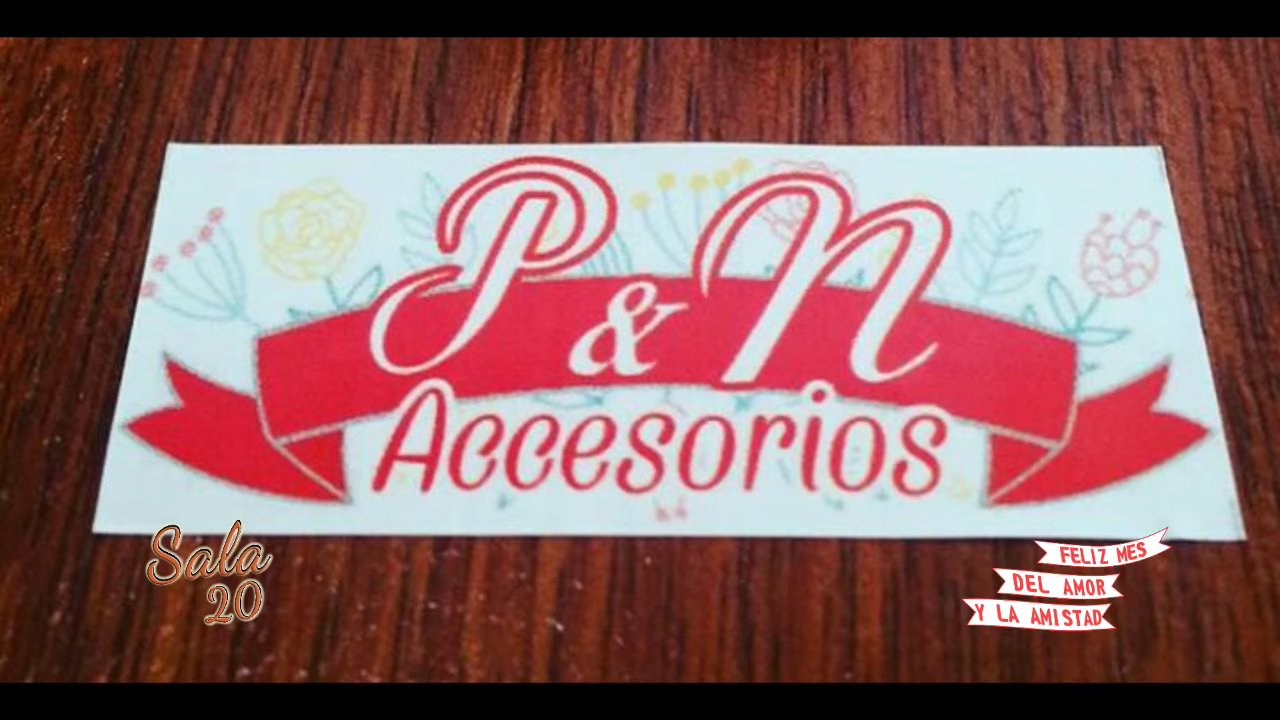 P & N
Accesorios
Sala
20
FELIZ MES
DEL AMOR
Y LA AMISTAD